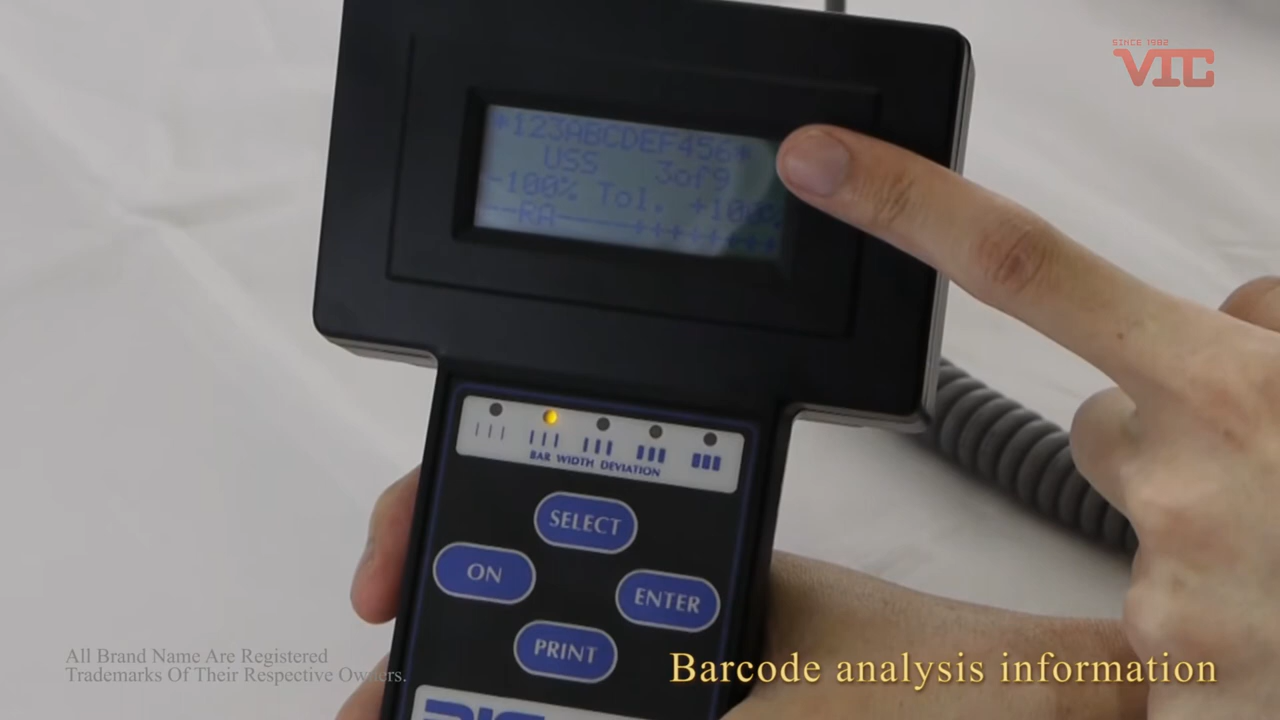 SINCE 1982
VIC
*123ABCDEF456*
USS 3of9
-100% Tol. +100%
--RA
BAR WIDTH DEVIATION
SELECT
ON
ENTER
PRINT
All Brand Name Are Registered
Trademarks Of Their Respective Owners.
Barcode analysis information